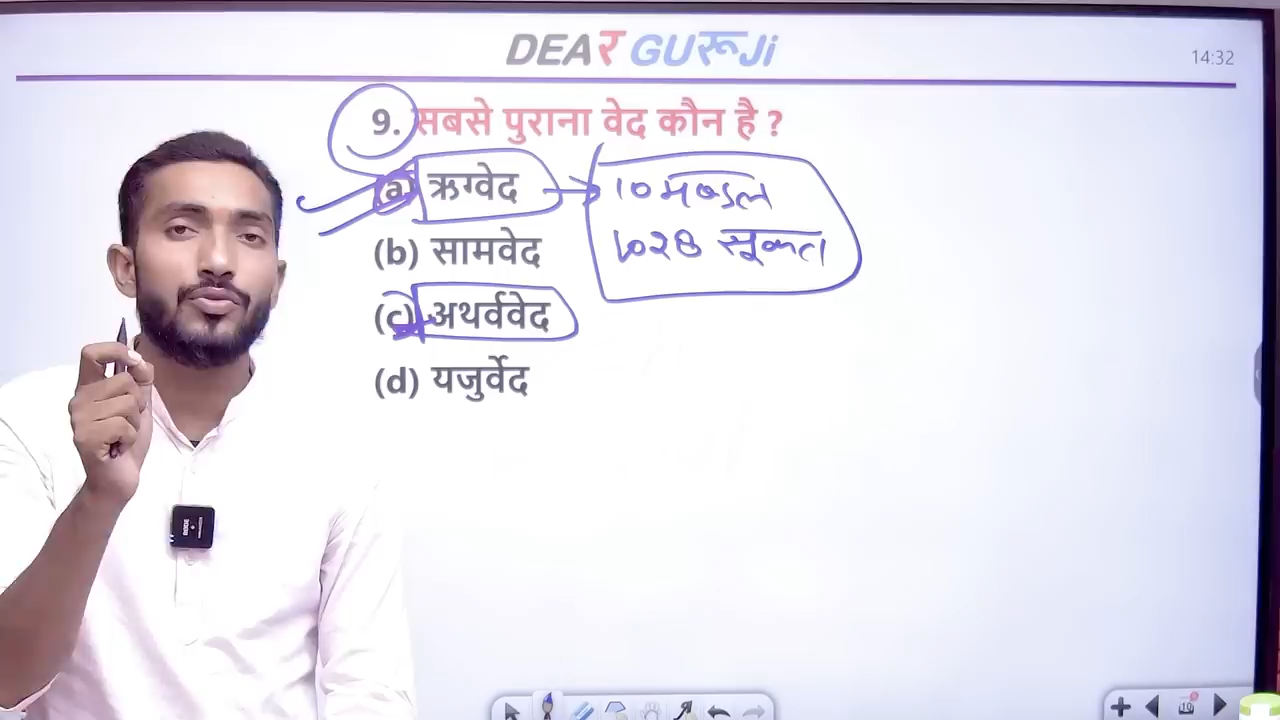 DEAर GUरूJi
14:32
9. सबसे पुराना वेद कौन है ?
(a) ऋग्वेद
10 मण्डल
(b) सामवेद
1028 सूक्त
(c) अथर्ववेद
(d) यजुर्वेद